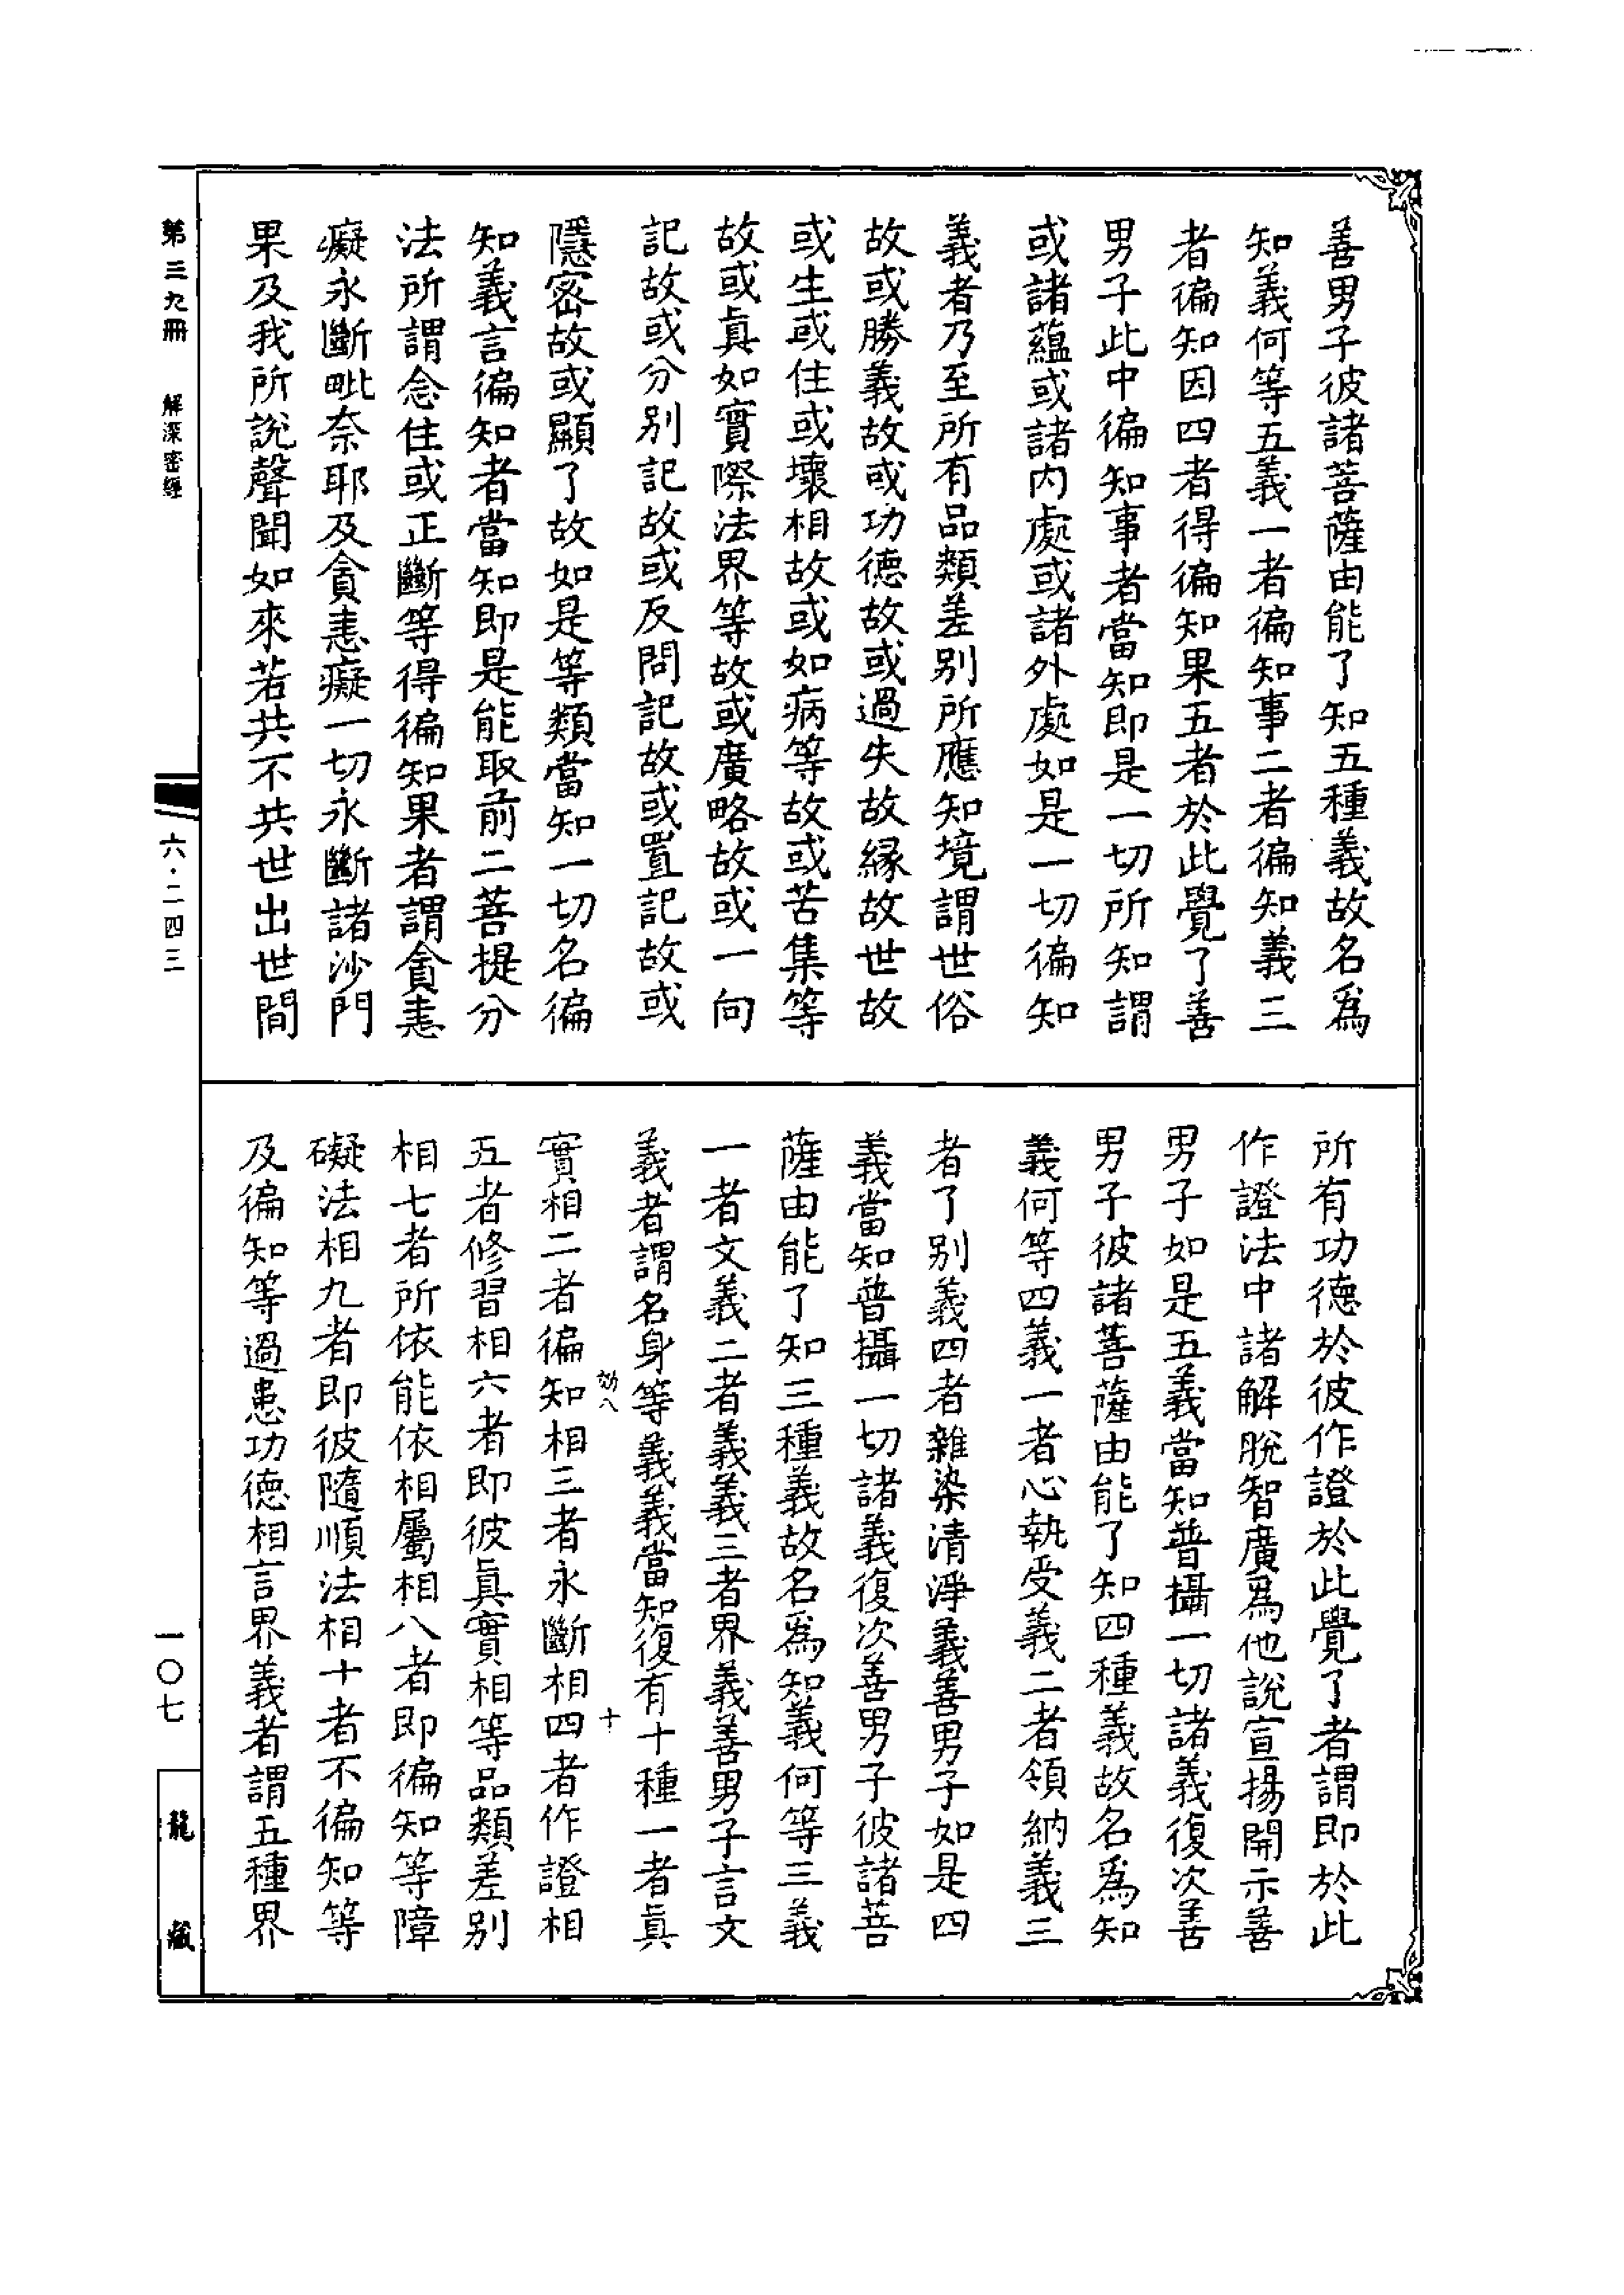 善男子彼諸菩薩由能了知五種義故名爲
知義何等五義一者徧知事二者徧知義三
者徧知因四者得徧知果五者於此覺了善
男子此中徧知事者當知即是一切所知謂
或諸蘊或諸内處或諸外處如是一切徧知
義者乃至所有品類差别所應知境謂世俗
故或勝義故或功德故或過失故緣故世故
或生或住或壞相故或如病等故或苦集等
故或眞如實際法界等故或廣略故或一向
記故或分别記故或反問記故或置記故或
隱密故或顯了故如是等類當知一切名徧
知義言徧知者當知即是能取前二菩提分
法所謂念住或正斷等得徧知果者謂貪恚
癡永斷毗奈耶及貪恚癡一切永斷諸沙門
果及我所說聲聞如來若共不共世出世間
所有功德於彼作證於此覺了者謂即於此
作證法中諸解脫智廣爲他說宣揚開示善
男子如是五義當知普攝一切諸義復次善
男子彼諸菩薩由能了知四種義故名爲知
義何等四義一者心執受義二者領納義三
者了别義四者雜染清淨義善男子如是四
義當知普攝一切諸義復次善男子彼諸菩
薩由能了知三種義故名爲知義何等三義
一者文義二者義義三者界義善男子言文
義者謂名身等義義當知復有十種一者眞
効八 十
實相二者徧知相三者永斷相四者作證相
五者修習相六者即彼眞實相等品類差别
相七者所依能依相屬相八者即徧知等障
礙法相九者即彼隨順法相十者不徧知等
及徧知等過患功德相言界義者謂五種界
第三九冊 解深密經
六·二四三
一〇七
龍藏